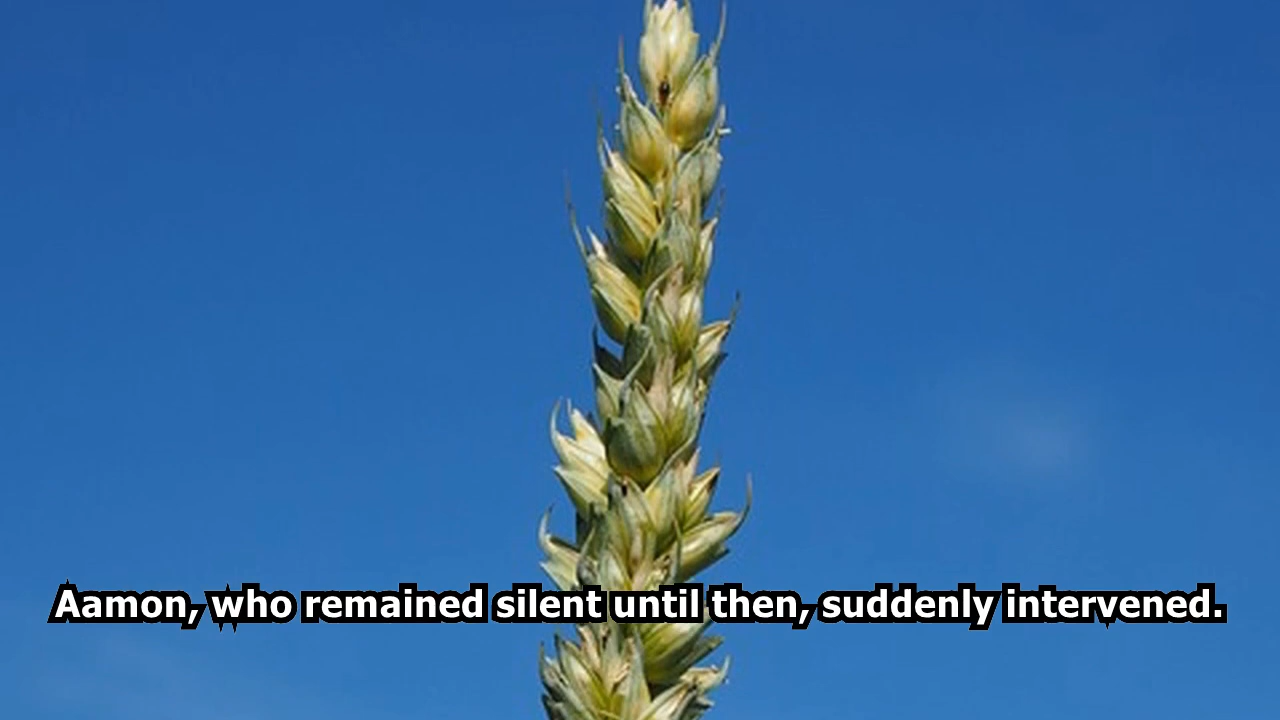 Aamon, who remained silent until then, suddenly intervened.